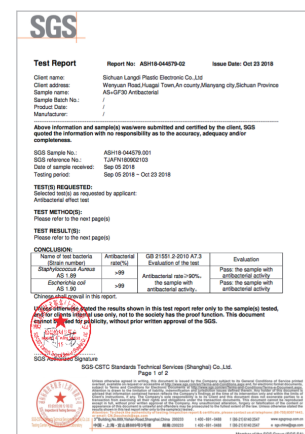 SGS
Test Report Report No: ASH18-044579-02 Issue Date: Oct 23 2018
Client name: Sichuan Langdi Plastic Electronic Co.,Ltd
Client address: Wenyuan Road,Huagai Town,An county,Mianyang city,Sichuan Province
Sample name: AS+GF30 Antibacterial
Sample Batch No.: /
Product Date: /
Manufacturer: /
Above information and sample(s) was/were submitted and certified by the client, SGS
quoted the information with no responsibility as to the accuracy, adequacy and/or
completeness.
SGS Sample No.: ASH18-044579.001
SGS reference No.: TJAFN180902103
Date of sample received: Sep 05 2018
Testing period: Sep 05 2018 ~ Oct 23 2018
TEST(S) REQUESTED:
Selected test(s) as requested by applicant:
Antibacterial effect test
TEST METHOD(S):
Please refer to the next page(s)
TEST RESULT(S):
Please refer to the next page(s)
CONCLUSION:
Name of test bacteria (Strain number) Antibacterial rate(%) GB 21551.2-2010 A7.3 Evaluation of the test Evaluation
Staphylococcus Aureus AS 1.89 >99 Antibacterial rate≥90%, the sample with antibacterial activity. Pass: the sample with antibacterial activity
Escherichia coli AS 1.90 >99 Pass: the sample with antibacterial activity
Chinese shall prevail in this report.
Unless otherwise stated the results shown in this test report refer only to the sample(s) tested,
and for clients internal use only, not to the society has the proof function. This document
cannot be used for publicity, without prior written approval of the SGS.
SGS Authorized Signature
SGS-CSTC Standards Technical Services (Shanghai) Co.,Ltd.
Page 1 of 2